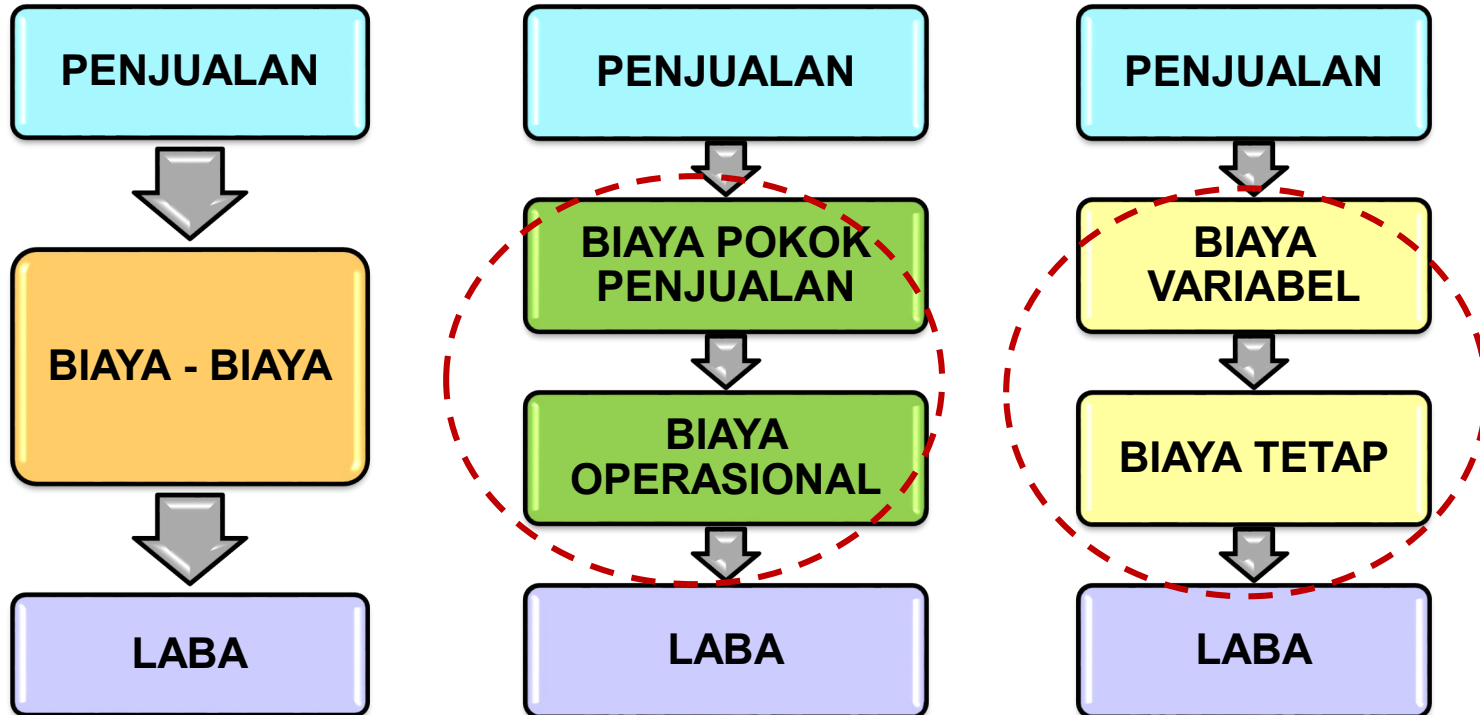 PENJUALAN
BIAYA - BIAYA
LABA
PENJUALAN
BIAYA POKOK
PENJUALAN
BIAYA
OPERASIONAL
LABA
PENJUALAN
BIAYA
VARIABEL
BIAYA TETAP
LABA